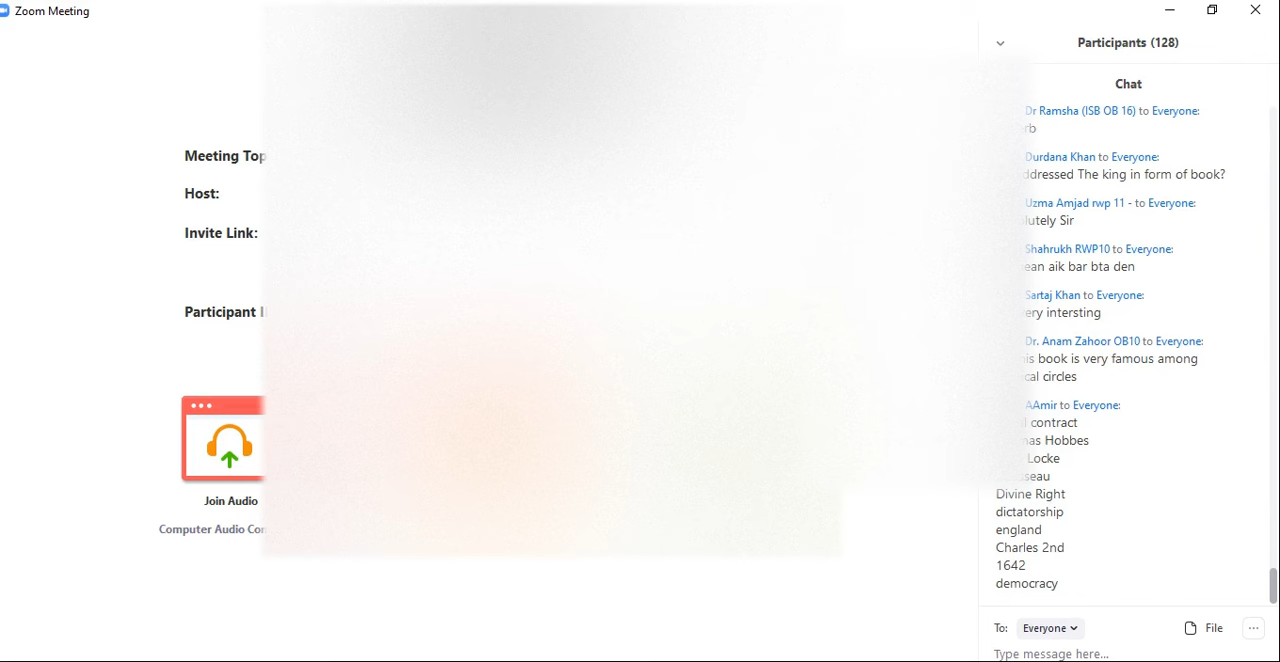 Zoom Meeting
Participants (128)
Chat
Meeting Top
Host:
Invite Link:
Participant
Join Audio
Computer Audio Con
Dr Ramsha (ISB OB 16) to Everyone:
rb
Durdana Khan to Everyone:
ddressed The king in form of book?
Uzma Amjad rwp 11 - to Everyone:
lutely Sir
Shahrukh RWP10 to Everyone:
ean aik bar bta den
Sartaj Khan to Everyone:
ery intersting
Dr. Anam Zahoor OB10 to Everyone:
is book is very famous among
cal circles
AAmir to Everyone:
contract
nas Hobbes
Locke
seau
Divine Right
dictatorship
england
Charles 2nd
1642
democracy
To: Everyone
File
Type message here...